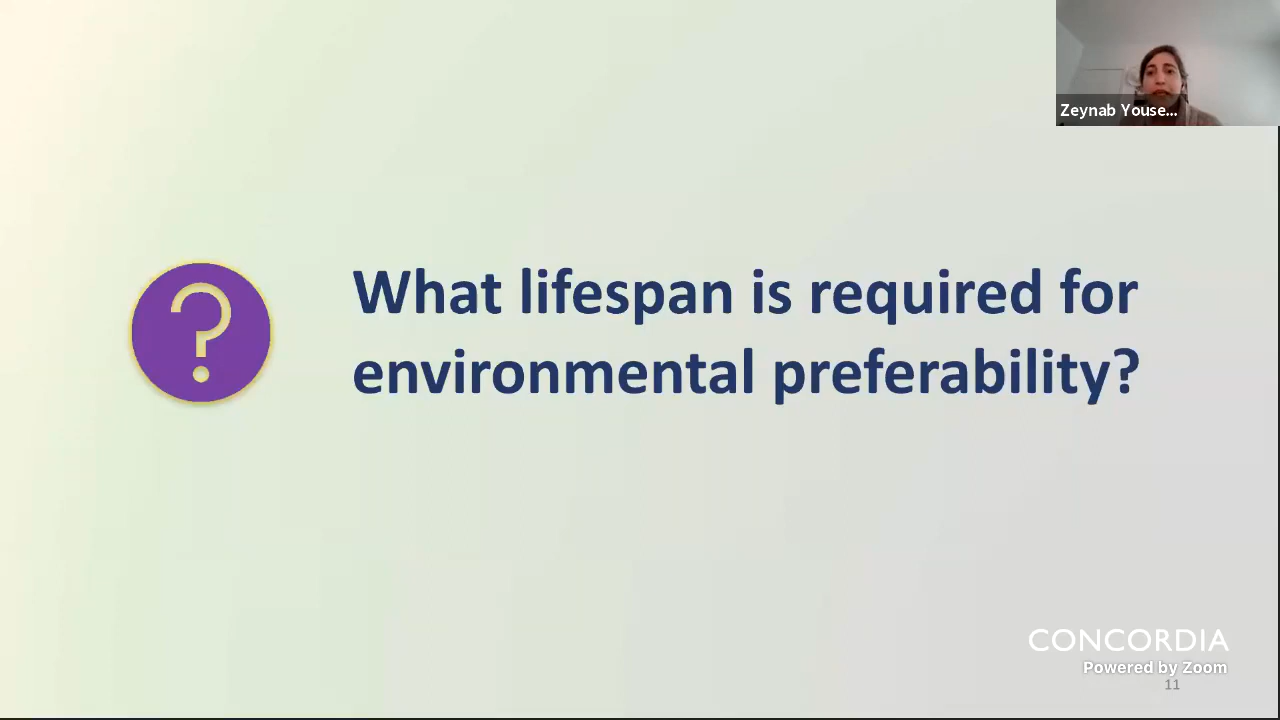 Zeynab Youse...
?
What lifespan is required for
environmental preferability?
CONCORDIA
Powered by Zoom
11